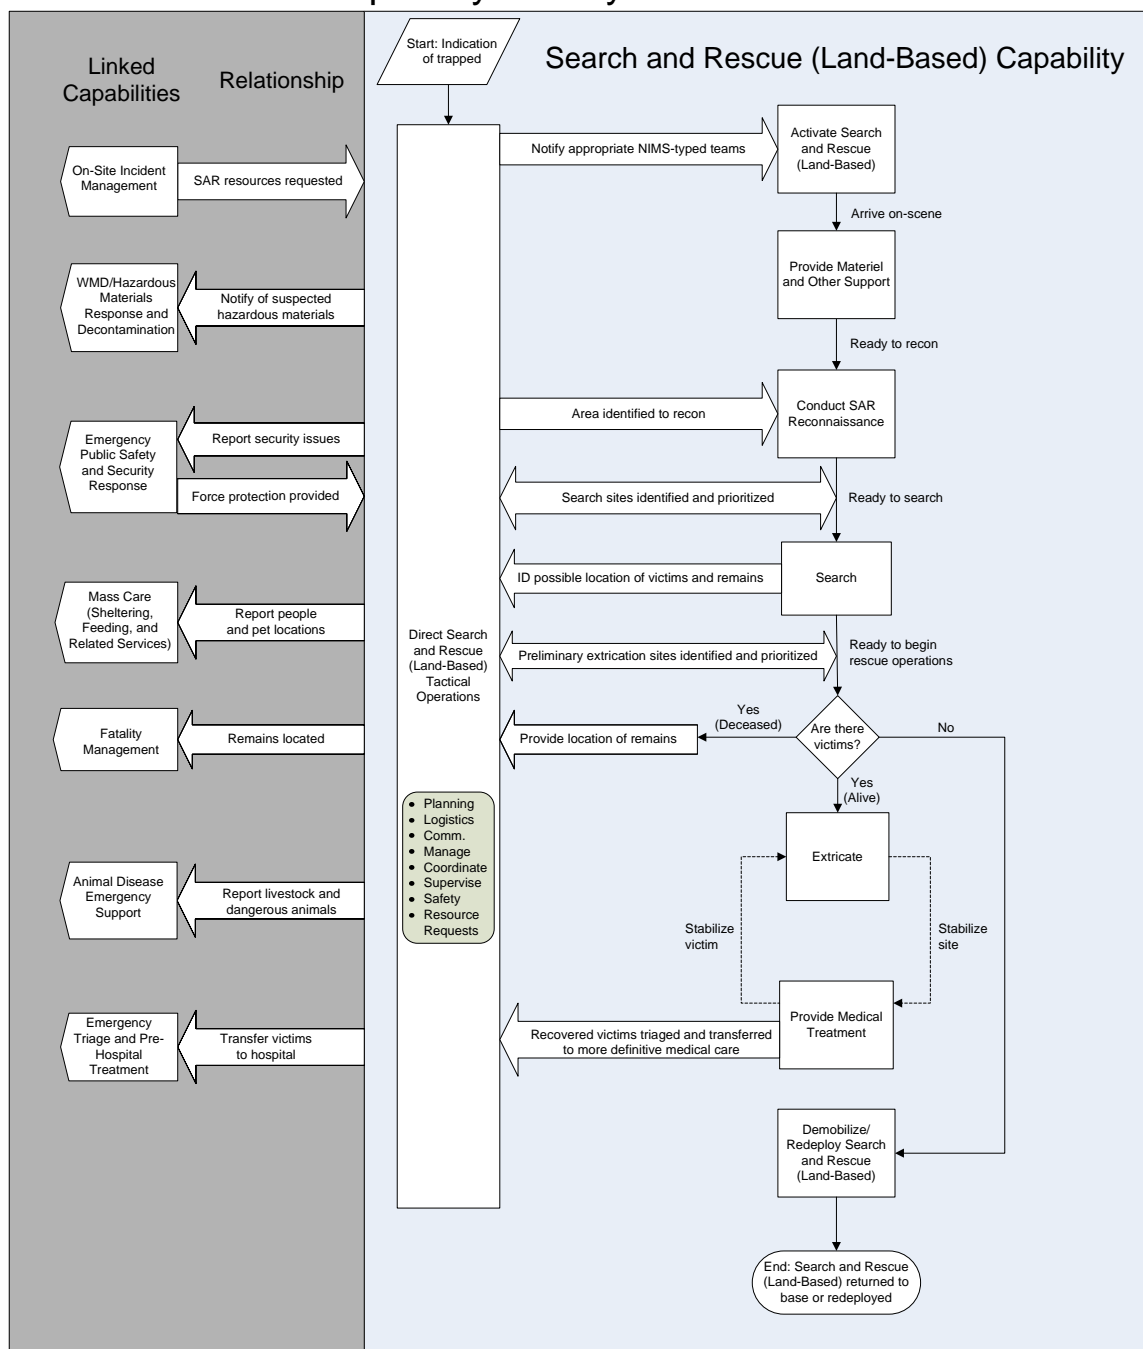 Start: Indication
of trapped
Search and Rescue (Land-Based) Capability
Linked
Capabilities
Relationship
On-Site Incident
Management
SAR resources requested
WMD/Hazardous
Materials
Response and
Decontamination
Notify of suspected
hazardous materials
Emergency
Public Safety
and Security
Response
Report security issues
Force protection provided
Mass Care
(Sheltering,
Feeding, and
Related Services)
Report people
and pet locations
Fatality
Management
Remains located
Animal Disease
Emergency
Support
Report livestock and
dangerous animals
Emergency
Triage and Pre-
Hospital
Treatment
Transfer victims
to hospital
Direct Search
and Rescue
(Land-Based)
Tactical
Operations
• Planning
• Logistics
• Comm.
• Manage
• Coordinate
• Supervise
• Safety
• Resource
Requests
Notify appropriate NIMS-typed teams
Activate Search
and Rescue
(Land-Based)
Arrive on-scene
Provide Materiel
and Other Support
Ready to recon
Area identified to recon
Conduct SAR
Reconnaissance
Search sites identified and prioritized
Ready to search
ID possible location of victims and remains
Search
Preliminary extrication sites identified and prioritized
Ready to begin
rescue operations
Yes
(Deceased)
Provide location of remains
Are there
victims?
No
Yes
(Alive)
Extricate
Stabilize
victim
Stabilize
site
Recovered victims triaged and transferred
to more definitive medical care
Provide Medical
Treatment
Demobilize/
Redeploy Search
and Rescue
(Land-Based)
End: Search and Rescue
(Land-Based) returned to
base or redeployed